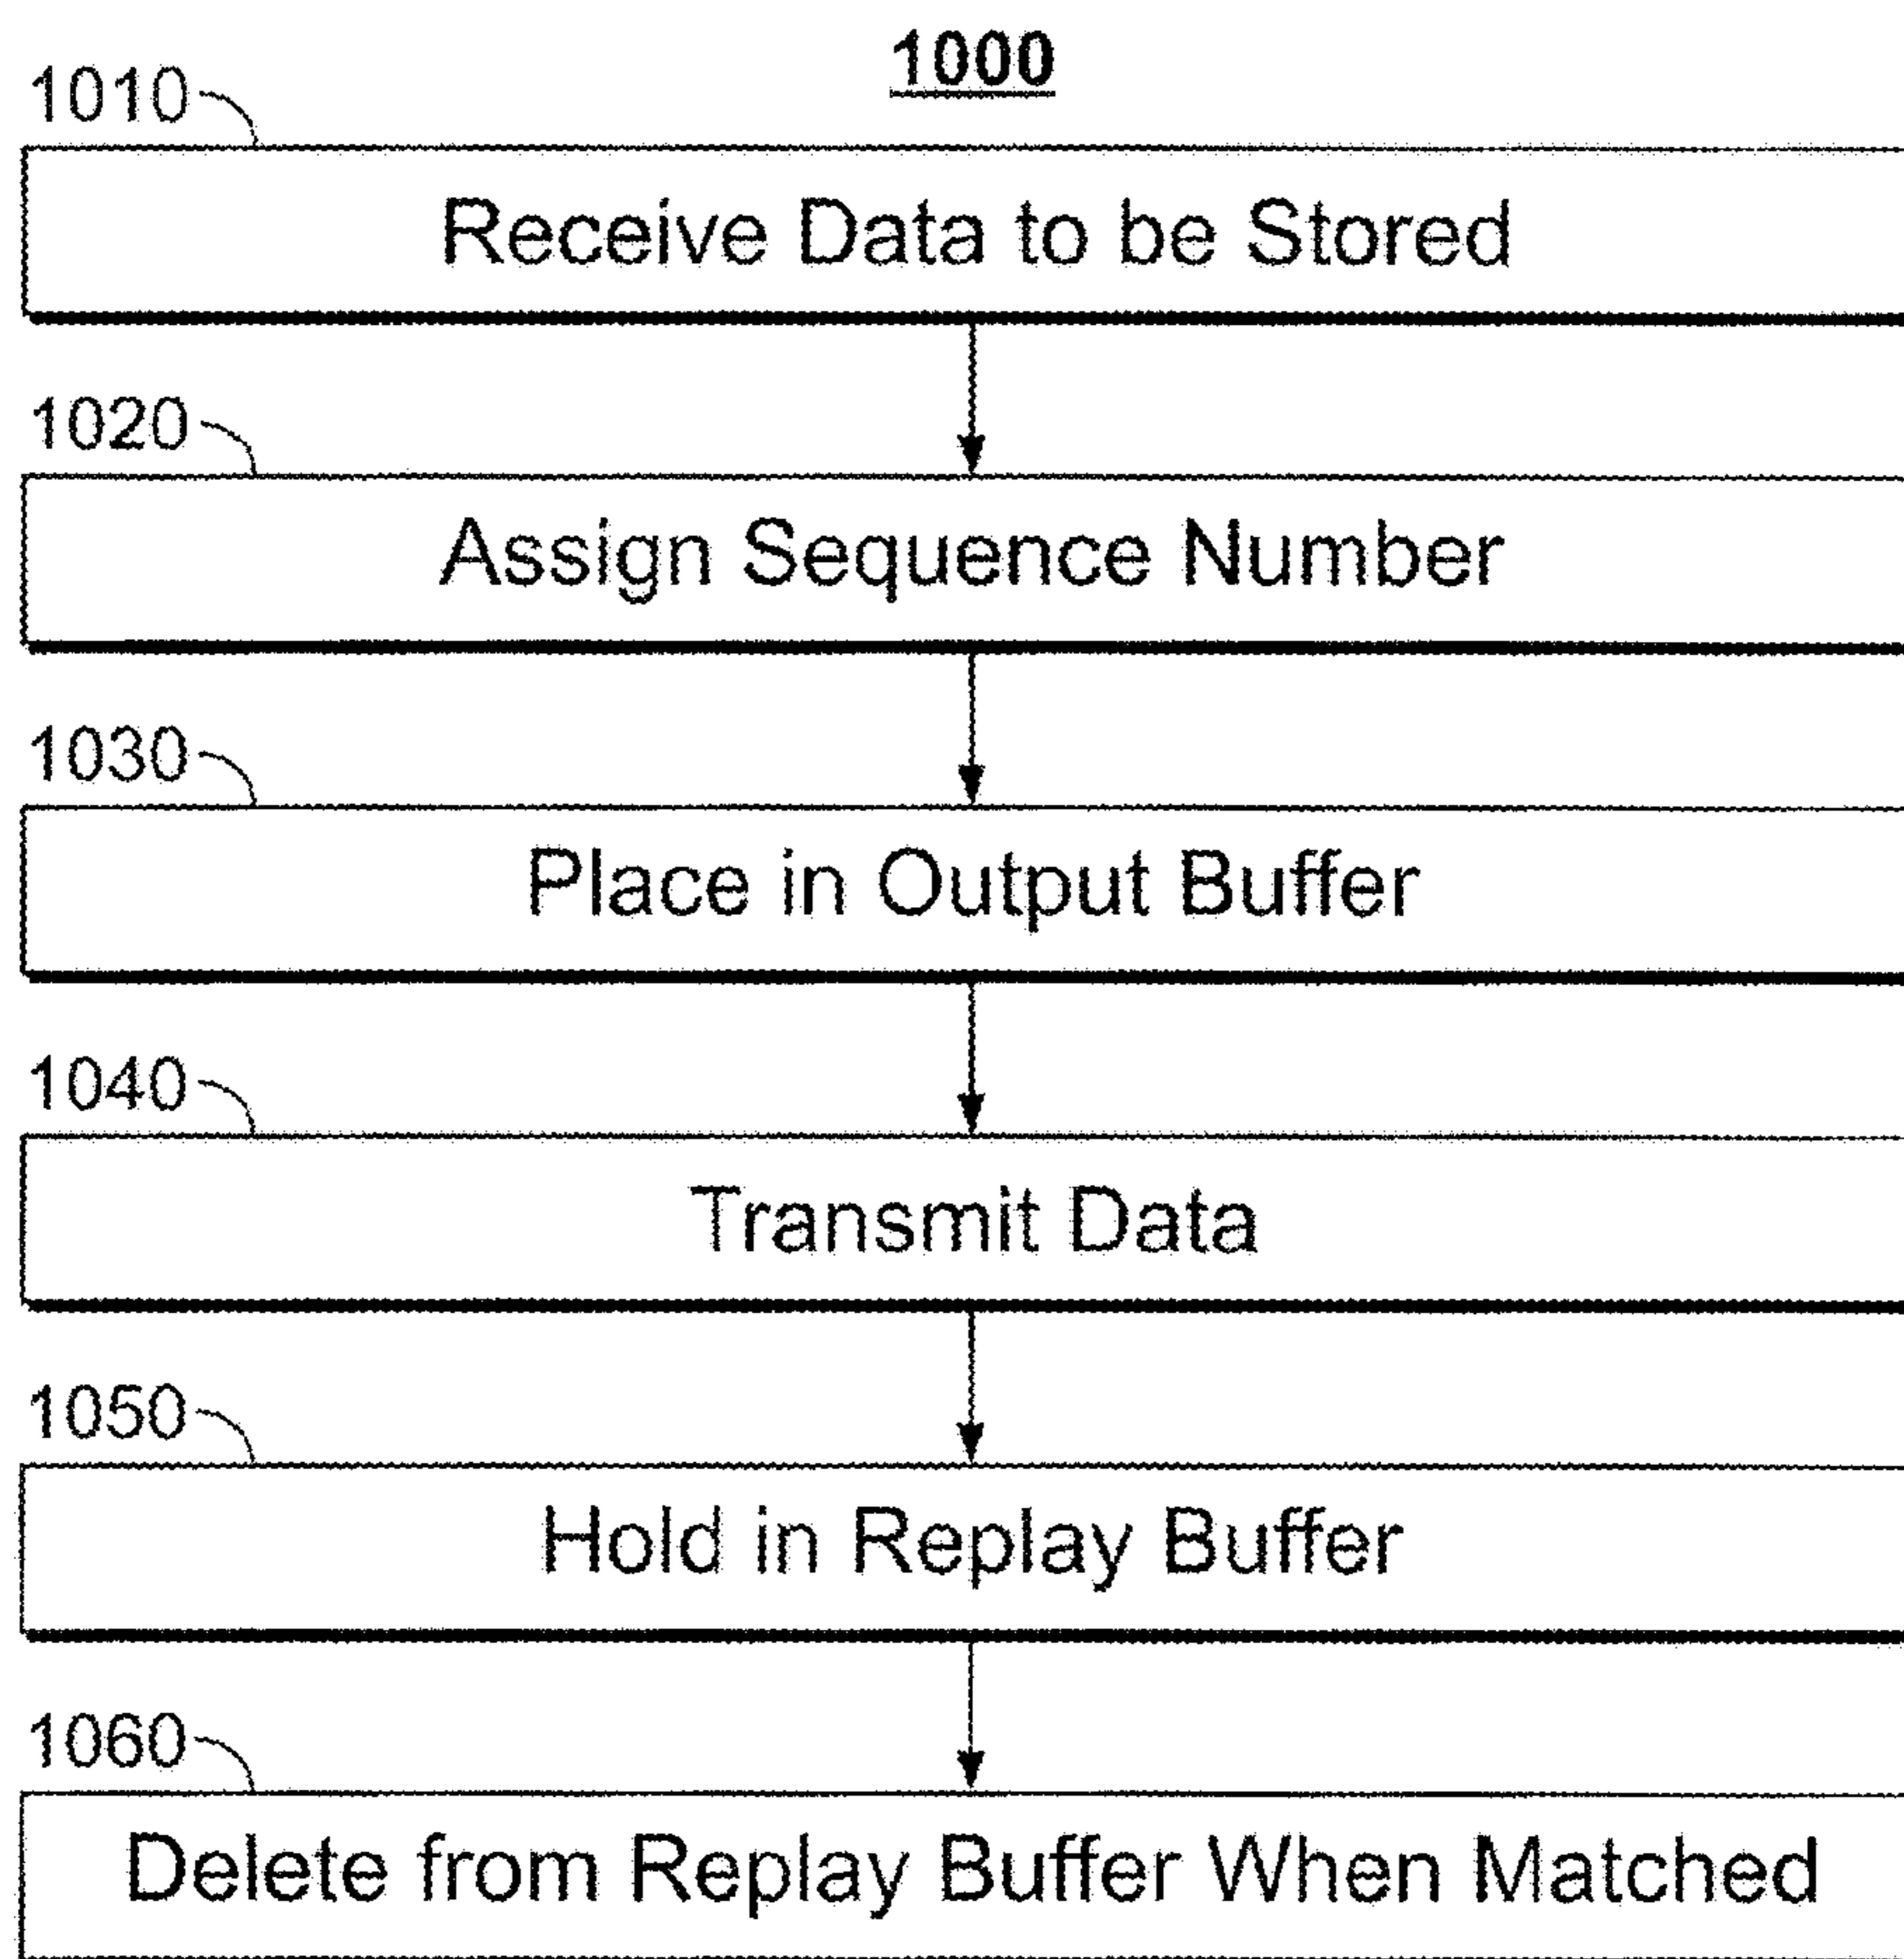 1000
1010
Receive Data to be Stored
1020
Assign Sequence Number
1030
Place in Output Buffer
1040
Transmit Data
1050
Hold in Replay Buffer
1060
Delete from Replay Buffer When Matched